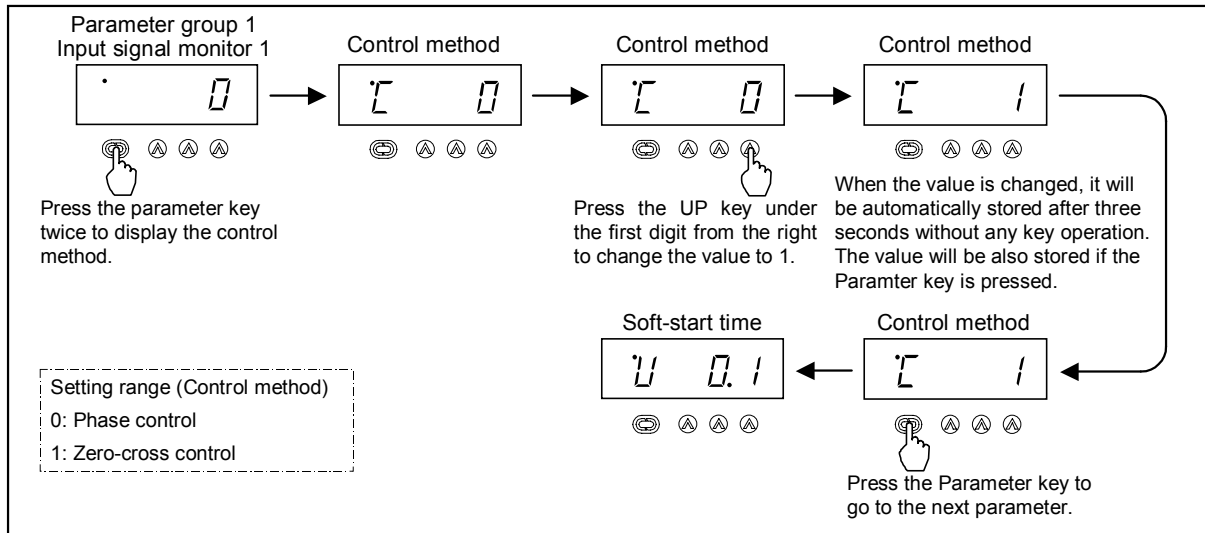 Parameter group 1
Input signal monitor 1
0
Press the parameter key
twice to display the control
method.
Control method
C 0
Control method
C 0
Press the UP key under
the first digit from the right
to change the value to 1.
Control method
C 1
When the value is changed, it will
be automatically stored after three
seconds without any key operation.
The value will be also stored if the
Paramter key is pressed.
Control method
C 1
Press the Parameter key to
go to the next parameter.
Soft-start time
U 0.1
Setting range (Control method)
0: Phase control
1: Zero-cross control